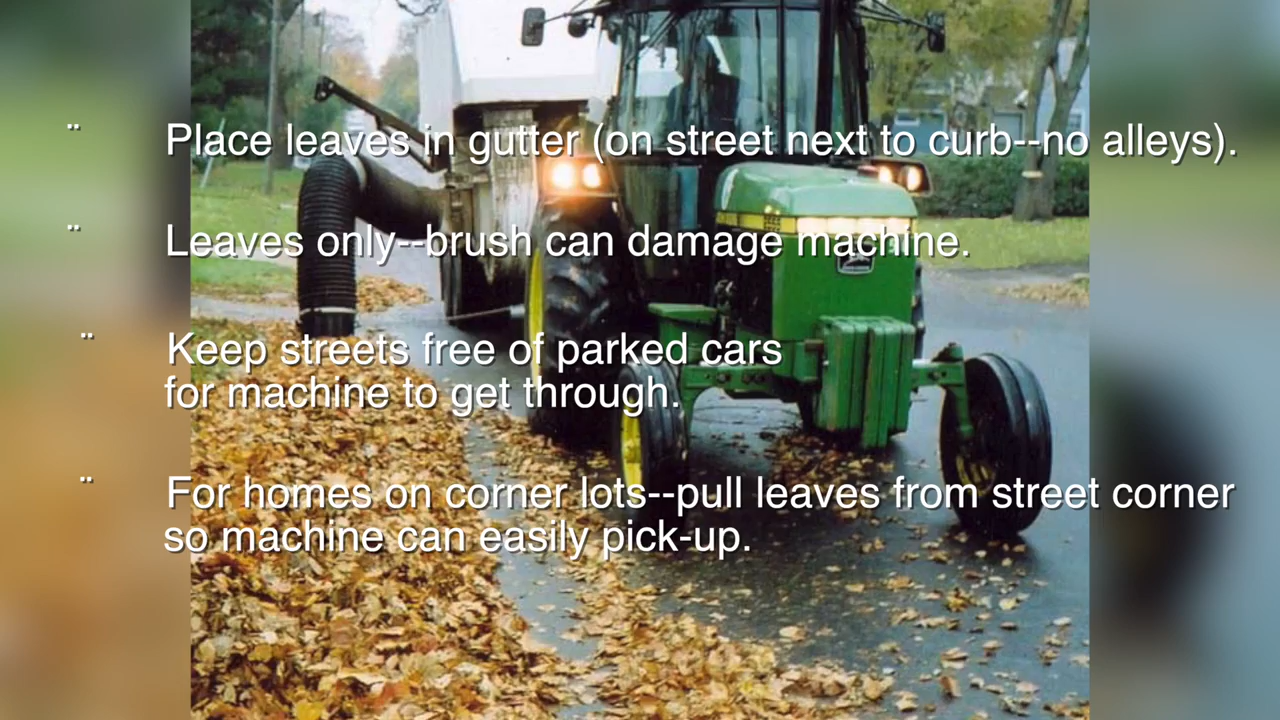 ¨ Place leaves in gutter (on street next to curb--no alleys).
¨ Leaves only--brush can damage machine.
¨ Keep streets free of parked cars
for machine to get through.
¨ For homes on corner lots--pull leaves from street corner
so machine can easily pick-up.